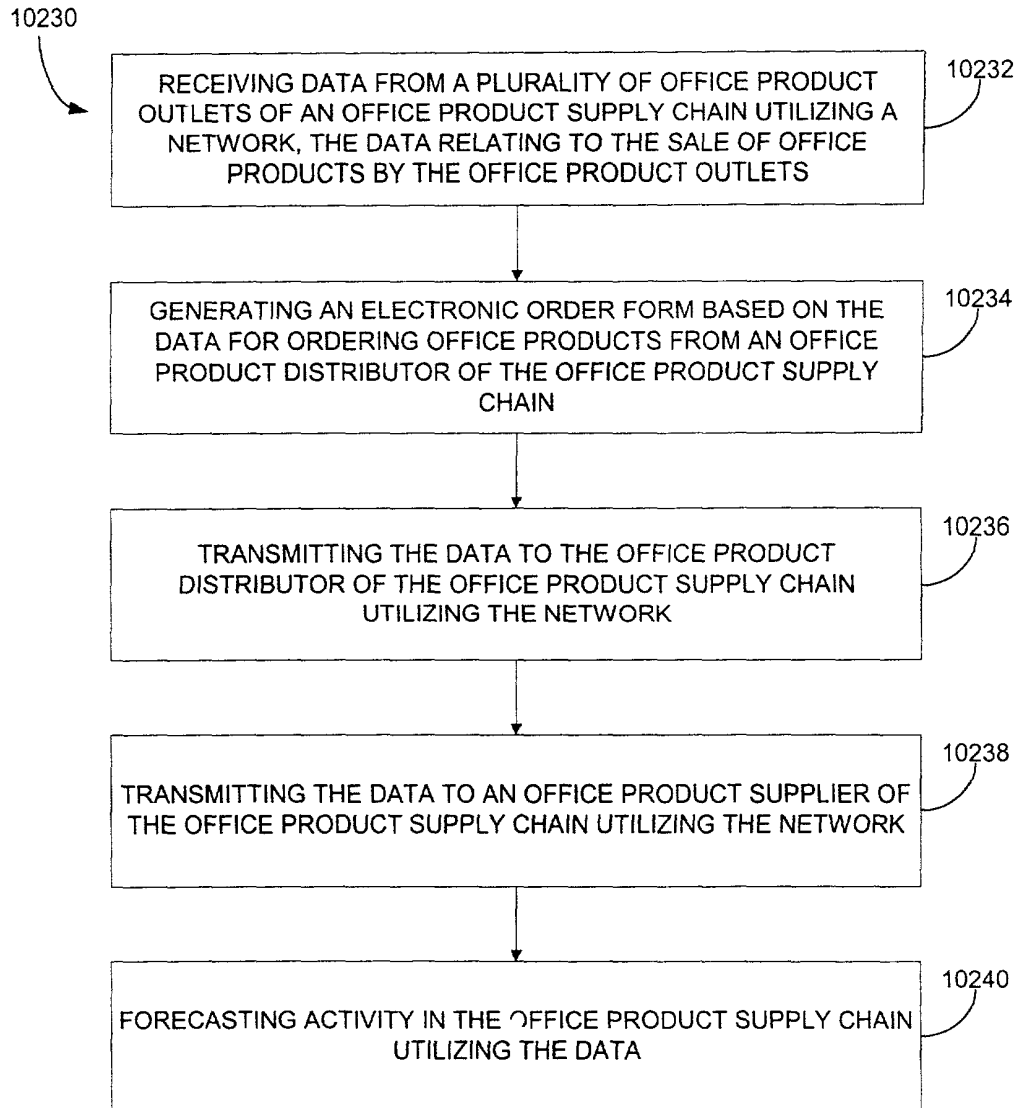 10230
RECEIVING DATA FROM A PLURALITY OF OFFICE PRODUCT
OUTLETS OF AN OFFICE PRODUCT SUPPLY CHAIN UTILIZING A
NETWORK, THE DATA RELATING TO THE SALE OF OFFICE
PRODUCTS BY THE OFFICE PRODUCT OUTLETS
10232
GENERATING AN ELECTRONIC ORDER FORM BASED ON THE
DATA FOR ORDERING OFFICE PRODUCTS FROM AN OFFICE
PRODUCT DISTRIBUTOR OF THE OFFICE PRODUCT SUPPLY
CHAIN
10234
TRANSMITTING THE DATA TO THE OFFICE PRODUCT
DISTRIBUTOR OF THE OFFICE PRODUCT SUPPLY CHAIN
UTILIZING THE NETWORK
10236
TRANSMITTING THE DATA TO AN OFFICE PRODUCT SUPPLIER OF
THE OFFICE PRODUCT SUPPLY CHAIN UTILIZING THE NETWORK
10238
FORECASTING ACTIVITY IN THE OFFICE PRODUCT SUPPLY CHAIN
UTILIZING THE DATA
10240